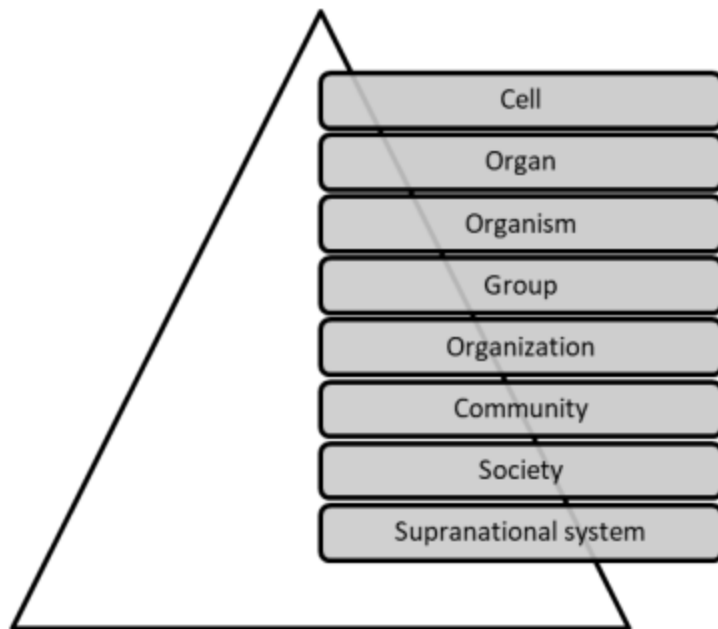 Cell
Organ
Organism
Group
Organization
Community
Society
Supranational system